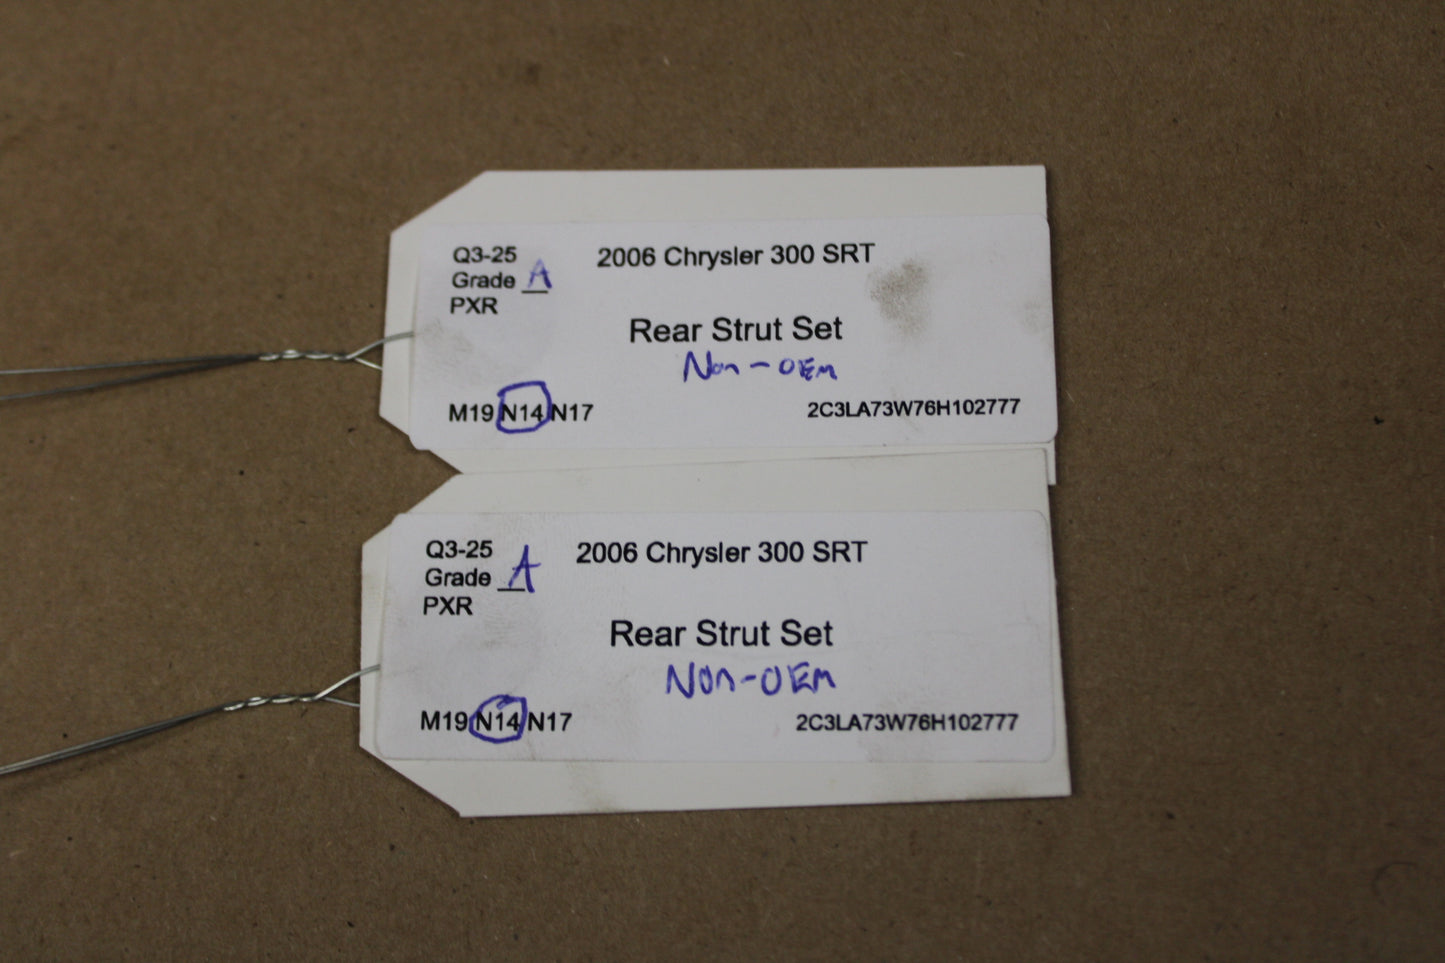 Q3-25 2006 Chrysler 300 SRT
Grade A
PXR
Rear Strut Set
Non-OEM
M19 N14 N17 2C3LA73W76H102777
Q3-25 2006 Chrysler 300 SRT
Grade A
PXR
Rear Strut Set
Non-OEM
M19 N14 N17 2C3LA73W76H102777